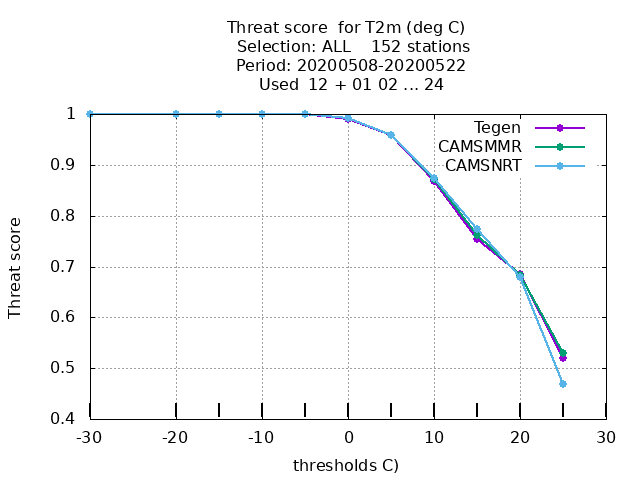 Threat score  for T2m (deg C)
Selection: ALL    152 stations
Period: 20200508-20200522
Used  12 + 01 02 ... 24
Tegen
CAMSMMR
CAMSNRT
1
0.9
0.8
0.7
0.6
0.5
0.4
Threat score
-30 -20 -10 0 10 20 30
thresholds C)